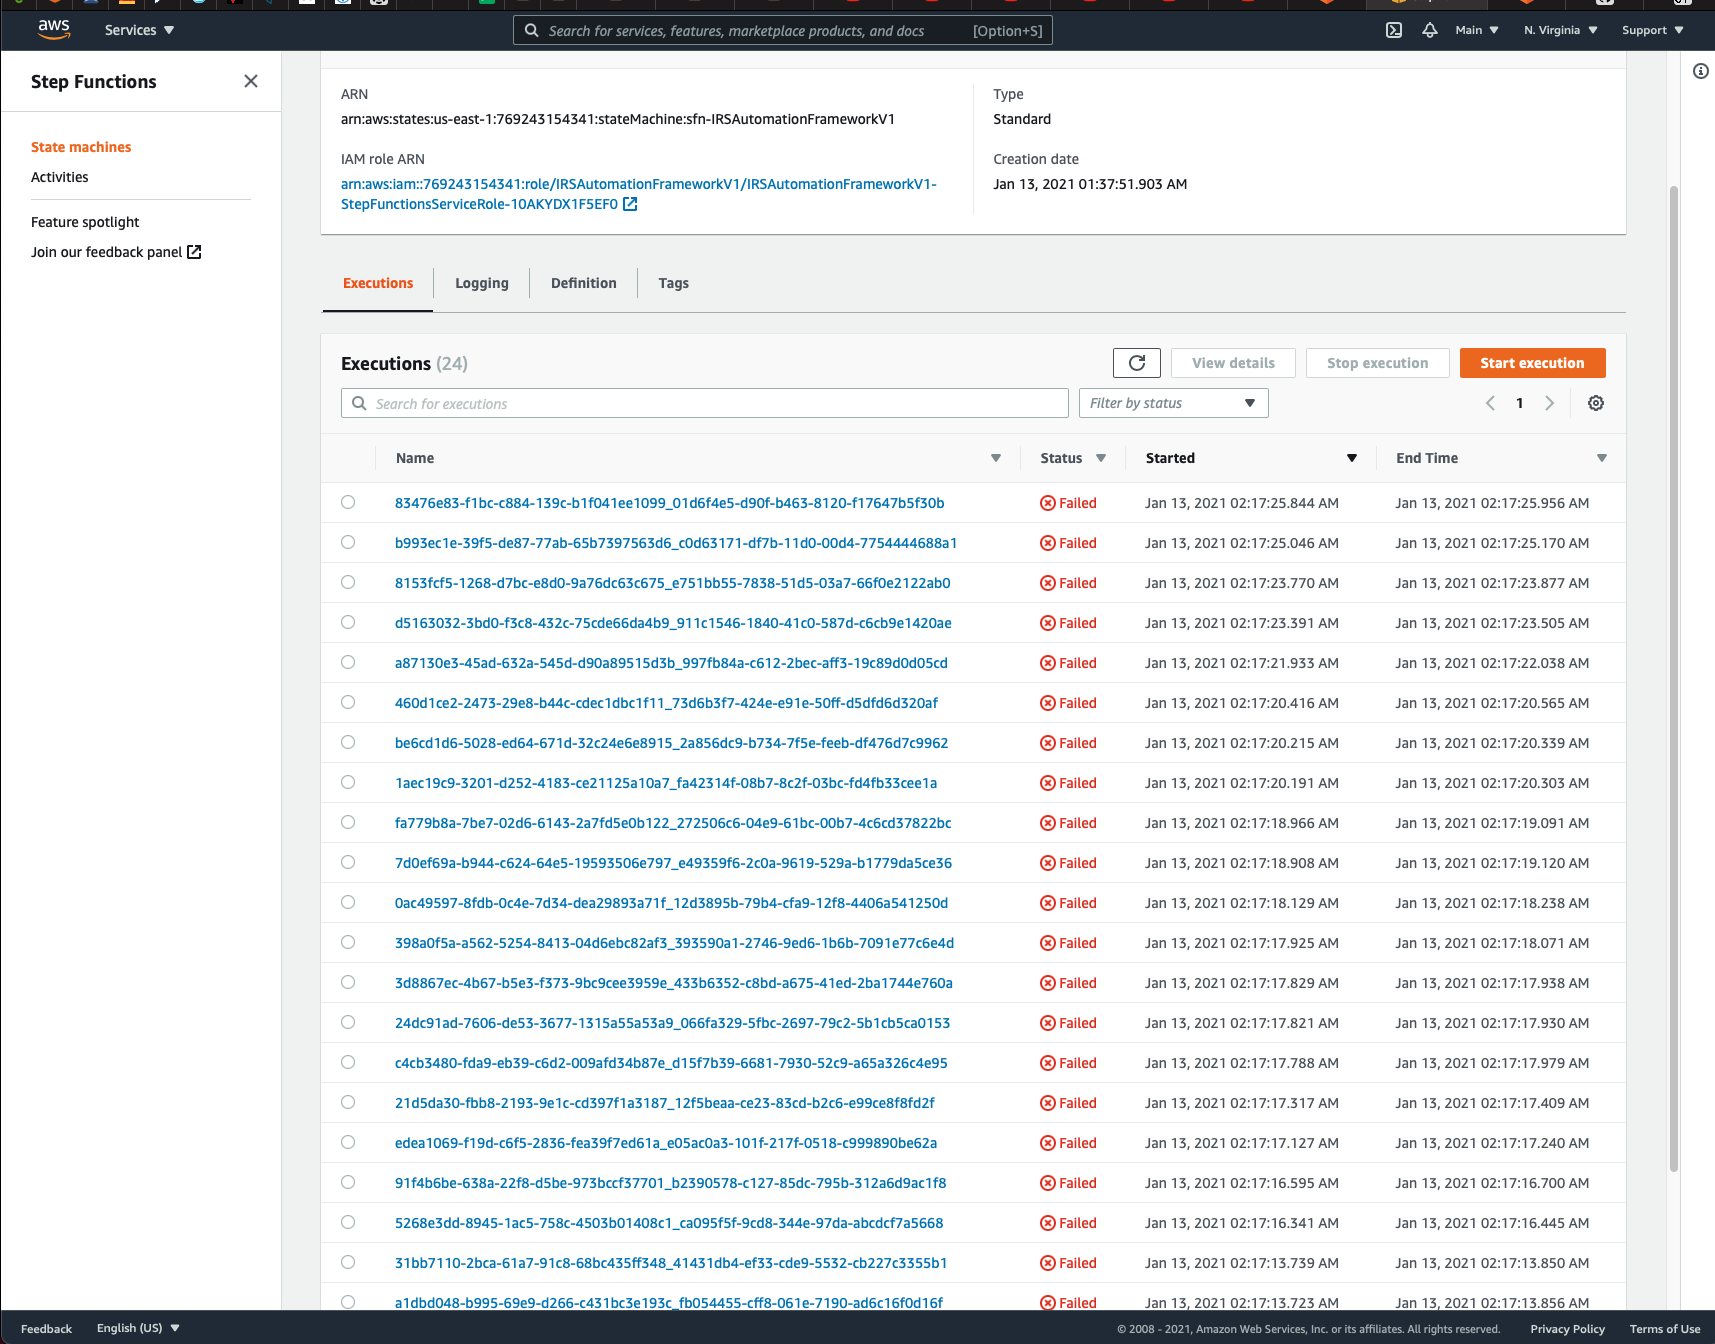 aws
Services
Search for services, features, marketplace products, and docs [Option+S]
Main
N. Virginia
Support
Step Functions
State machines
Activities
Feature spotlight
Join our feedback panel
ARN
arn:aws:states:us-east-1:769243154341:stateMachine:sfn-IRSAutomationFrameworkV1
Type
Standard
IAM role ARN
arn:aws:iam::769243154341:role/IRSAutomationFrameworkV1/IRSAutomationFrameworkV1-
StepFunctionsServiceRole-10AKYDX1F5EF0
Creation date
Jan 13, 2021 01:37:51.903 AM
Executions Logging Definition Tags
Executions (24)
View details Stop execution Start execution
Search for executions
Filter by status
1
Name Status Started End Time
83476e83-f1bc-c884-139c-b1f041ee1099_01d6f4e5-d90f-b463-8120-f17647b5f30b Failed Jan 13, 2021 02:17:25.844 AM Jan 13, 2021 02:17:25.956 AM
b993ec1e-39f5-de87-77ab-65b7397563d6_c0d63171-df7b-11d0-00d4-7754444688a1 Failed Jan 13, 2021 02:17:25.046 AM Jan 13, 2021 02:17:25.170 AM
8153fcf5-1268-d7bc-e8d0-9a76dc63c675_e751bb55-7838-51d5-03a7-66f0e2122ab0 Failed Jan 13, 2021 02:17:23.770 AM Jan 13, 2021 02:17:23.877 AM
d5163032-3bd0-f3c8-432c-75cde66da4b9_911c1546-1840-41c0-587d-c6cb9e1420ae Failed Jan 13, 2021 02:17:23.391 AM Jan 13, 2021 02:17:23.505 AM
a87130e3-45ad-632a-545d-d90a89515d3b_997fb84a-c612-2bec-aff3-19c89d0d05cd Failed Jan 13, 2021 02:17:21.933 AM Jan 13, 2021 02:17:22.038 AM
460d1ce2-2473-29e8-b44c-cdec1dbc1f11_73d6b3f7-424e-e91e-50ff-d5dfd6d320af Failed Jan 13, 2021 02:17:20.416 AM Jan 13, 2021 02:17:20.565 AM
be6cd1d6-5028-ed64-671d-32c24e6e8915_2a856dc9-b734-7f5e-feeb-df476d7c9962 Failed Jan 13, 2021 02:17:20.215 AM Jan 13, 2021 02:17:20.339 AM
1aec19c9-3201-d252-4183-ce21125a10a7_fa42314f-08b7-8c2f-03bc-fd4fb33cee1a Failed Jan 13, 2021 02:17:20.191 AM Jan 13, 2021 02:17:20.303 AM
fa779b8a-7be7-02d6-6143-2a7fd5e0b122_272506c6-04e9-61bc-00b7-4c6cd37822bc Failed Jan 13, 2021 02:17:18.966 AM Jan 13, 2021 02:17:19.091 AM
7d0ef69a-b944-c624-64e5-19593506e797_e49359f6-2c0a-9619-529a-b1779da5ce36 Failed Jan 13, 2021 02:17:18.908 AM Jan 13, 2021 02:17:19.120 AM
0ac49597-8fdb-0c4e-7d34-dea29893a71f_12d3895b-79b4-cfa9-12f8-4406a541250d Failed Jan 13, 2021 02:17:18.129 AM Jan 13, 2021 02:17:18.238 AM
398a0f5a-a562-5254-8413-04d6ebc82af3_393590a1-2746-9ed6-1b6b-7091e77c6e4d Failed Jan 13, 2021 02:17:17.925 AM Jan 13, 2021 02:17:18.071 AM
3d8867ec-4b67-b5e3-f373-9bc9cee3959e_433b6352-c8bd-a675-41ed-2ba1744e760a Failed Jan 13, 2021 02:17:17.829 AM Jan 13, 2021 02:17:17.938 AM
24dc91ad-7606-de53-3677-1315a55a53a9_066fa329-5fbc-2697-79c2-5b1cb5ca0153 Failed Jan 13, 2021 02:17:17.821 AM Jan 13, 2021 02:17:17.930 AM
c4cb3480-fda9-eb39-c6d2-009afd34b87e_d15f7b39-6681-7930-52c9-a65a326c4e95 Failed Jan 13, 2021 02:17:17.788 AM Jan 13, 2021 02:17:17.979 AM
21d5da30-fbb8-2193-9e1c-cd397f1a3187_12f5beaa-ce23-83cd-b2c6-e99ce8f8fd2f Failed Jan 13, 2021 02:17:17.317 AM Jan 13, 2021 02:17:17.409 AM
edea1069-f19d-c6f5-2836-fea39f7ed61a_e05ac0a3-101f-217f-0518-c999890be62a Failed Jan 13, 2021 02:17:17.127 AM Jan 13, 2021 02:17:17.240 AM
91f4b6be-638a-22f8-d5be-973bccf37701_b2390578-c127-85dc-795b-312a6d9ac1f8 Failed Jan 13, 2021 02:17:16.595 AM Jan 13, 2021 02:17:16.700 AM
5268e3dd-8945-1ac5-758c-4503b01408c1_ca095f5f-9cd8-344e-97da-abcdcf7a5668 Failed Jan 13, 2021 02:17:16.341 AM Jan 13, 2021 02:17:16.445 AM
31bb7110-2bca-61a7-91c8-68bc435ff348_41431db4-ef33-cde9-5532-cb227c3355b1 Failed Jan 13, 2021 02:17:13.739 AM Jan 13, 2021 02:17:13.850 AM
a1dbd048-b995-69e9-d266-c431bc3e193c_fb054455-cff8-061e-7190-ad6c16f0d16f Failed Jan 13, 2021 02:17:13.723 AM Jan 13, 2021 02:17:13.856 AM
Feedback English (US) © 2008 - 2021, Amazon Web Services, Inc. or its affiliates. All rights reserved. Privacy Policy Terms of Use